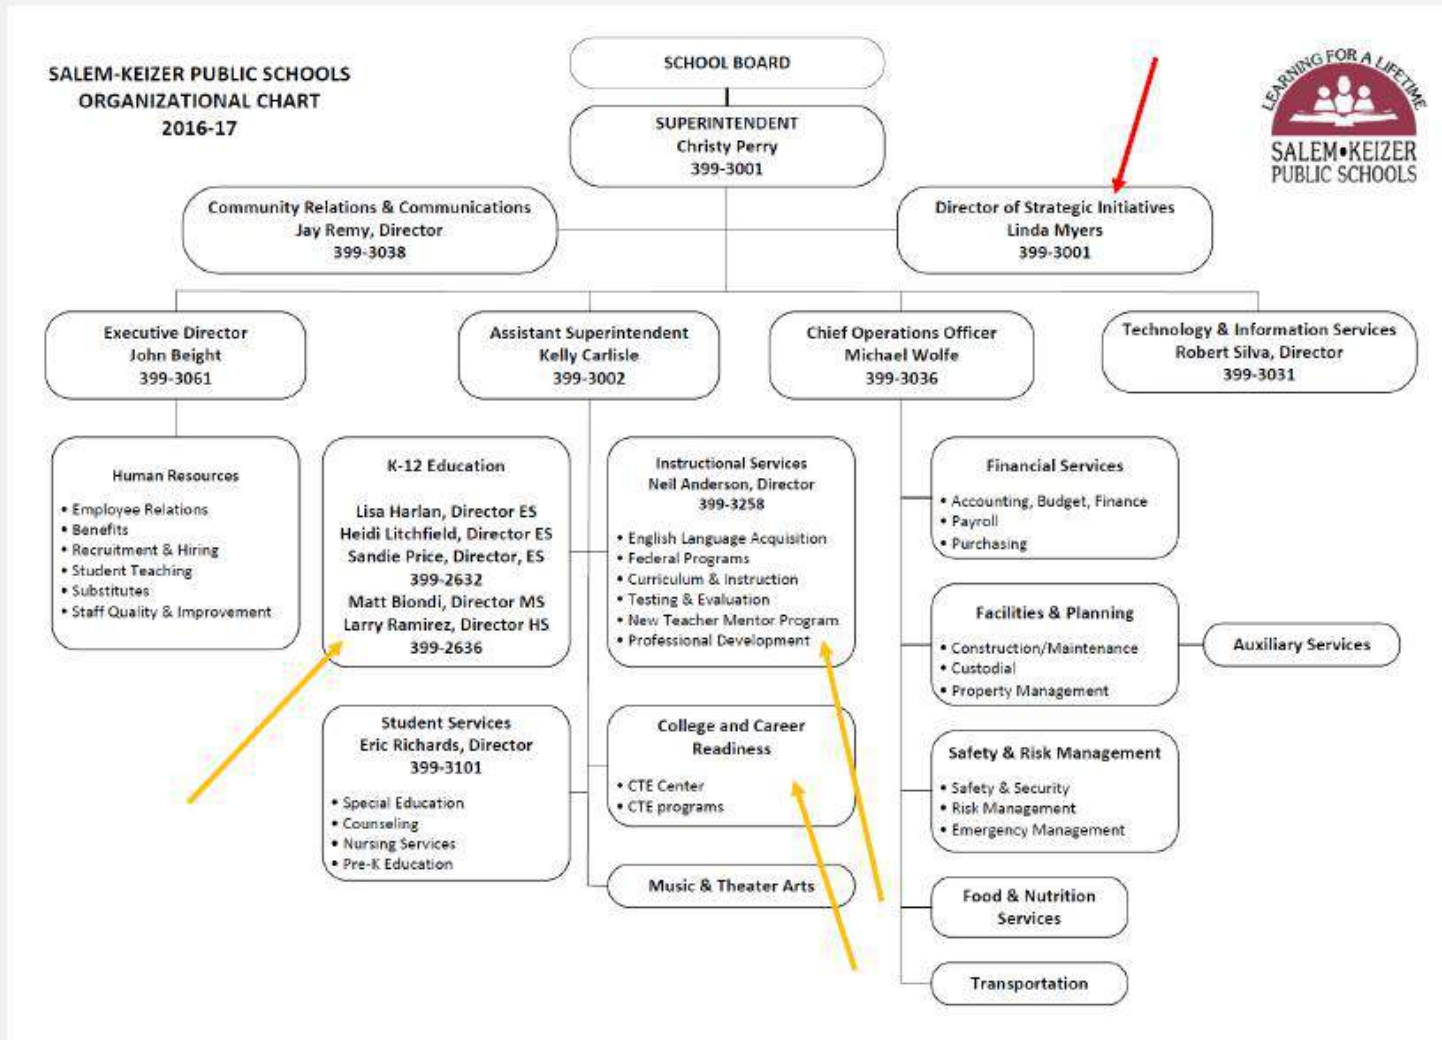 SALEM-KEIZER PUBLIC SCHOOLS
ORGANIZATIONAL CHART
2016-17
SCHOOL BOARD
SUPERINTENDENT
Christy Perry
399-3001
LEARNING FOR A LIFETIME
SALEM•KEIZER
PUBLIC SCHOOLS
Community Relations & Communications
Jay Remy, Director
399-3038
Director of Strategic Initiatives
Linda Myers
399-3001
Executive Director
John Beight
399-3061
Assistant Superintendent
Kelly Carlisle
399-3002
Chief Operations Officer
Michael Wolfe
399-3036
Technology & Information Services
Robert Silva, Director
399-3031
Human Resources
• Employee Relations
• Benefits
• Recruitment & Hiring
• Student Teaching
• Substitutes
• Staff Quality & Improvement
K-12 Education
Lisa Harlan, Director ES
Heidi Litchfield, Director ES
Sandie Price, Director, ES
399-2632
Matt Biondi, Director MS
Larry Ramirez, Director HS
399-2636
Instructional Services
Neil Anderson, Director
399-3258
• English Language Acquisition
• Federal Programs
• Curriculum & Instruction
• Testing & Evaluation
• New Teacher Mentor Program
• Professional Development
Financial Services
• Accounting, Budget, Finance
• Payroll
• Purchasing
Facilities & Planning
• Construction/Maintenance
• Custodial
• Property Management
Auxiliary Services
Student Services
Eric Richards, Director
399-3101
• Special Education
• Counseling
• Nursing Services
• Pre-K Education
College and Career
Readiness
• CTE Center
• CTE programs
Music & Theater Arts
Safety & Risk Management
• Safety & Security
• Risk Management
• Emergency Management
Food & Nutrition
Services
Transportation